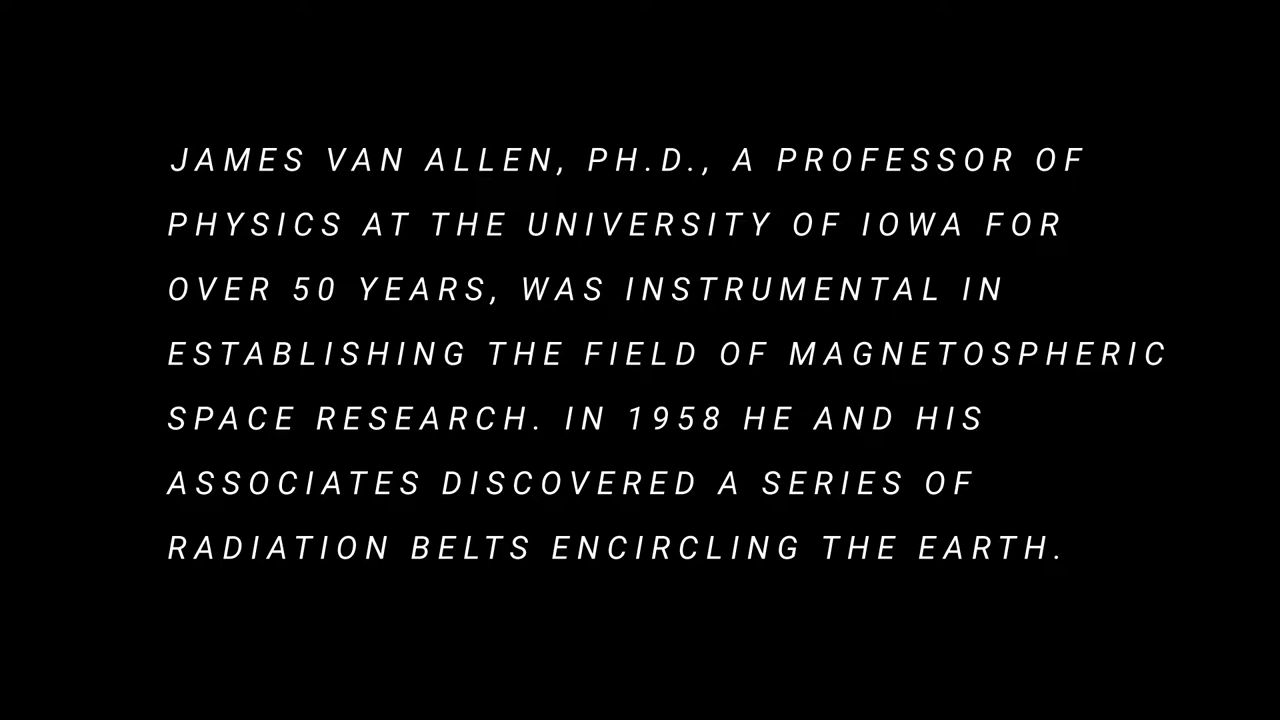 JAMES VAN ALLEN, PH.D., A PROFESSOR OF
PHYSICS AT THE UNIVERSITY OF IOWA FOR
OVER 50 YEARS, WAS INSTRUMENTAL IN
ESTABLISHING THE FIELD OF MAGNETOSPHERIC
SPACE RESEARCH. IN 1958 HE AND HIS
ASSOCIATES DISCOVERED A SERIES OF
RADIATION BELTS ENCIRCLING THE EARTH.